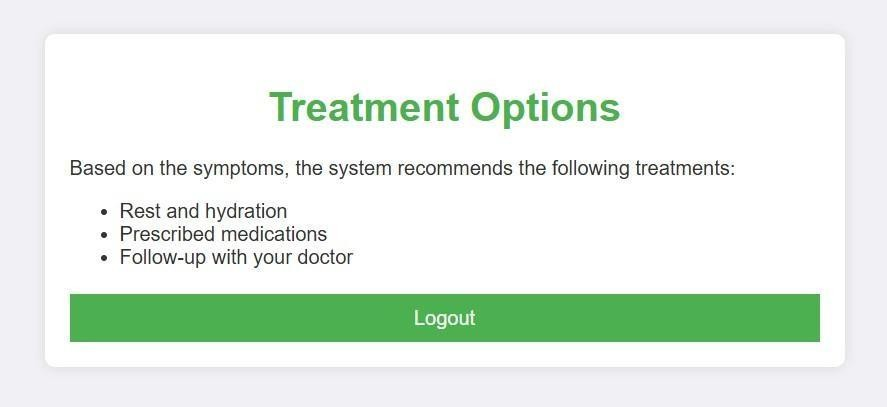 Treatment Options
Based on the symptoms, the system recommends the following treatments:
• Rest and hydration
• Prescribed medications
• Follow-up with your doctor
Logout